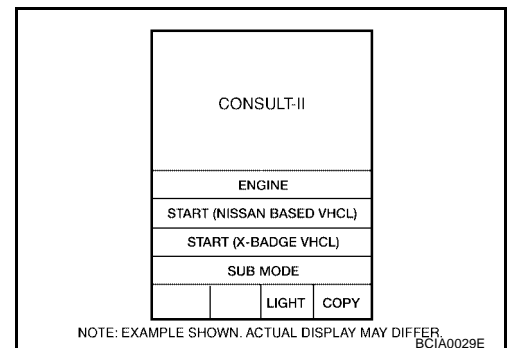 CONSULT-II
ENGINE
START (NISSAN BASED VHCL)
START (X-BADGE VHCL)
SUB MODE
LIGHT COPY
NOTE: EXAMPLE SHOWN. ACTUAL DISPLAY MAY DIFFER.
BCIA0029E